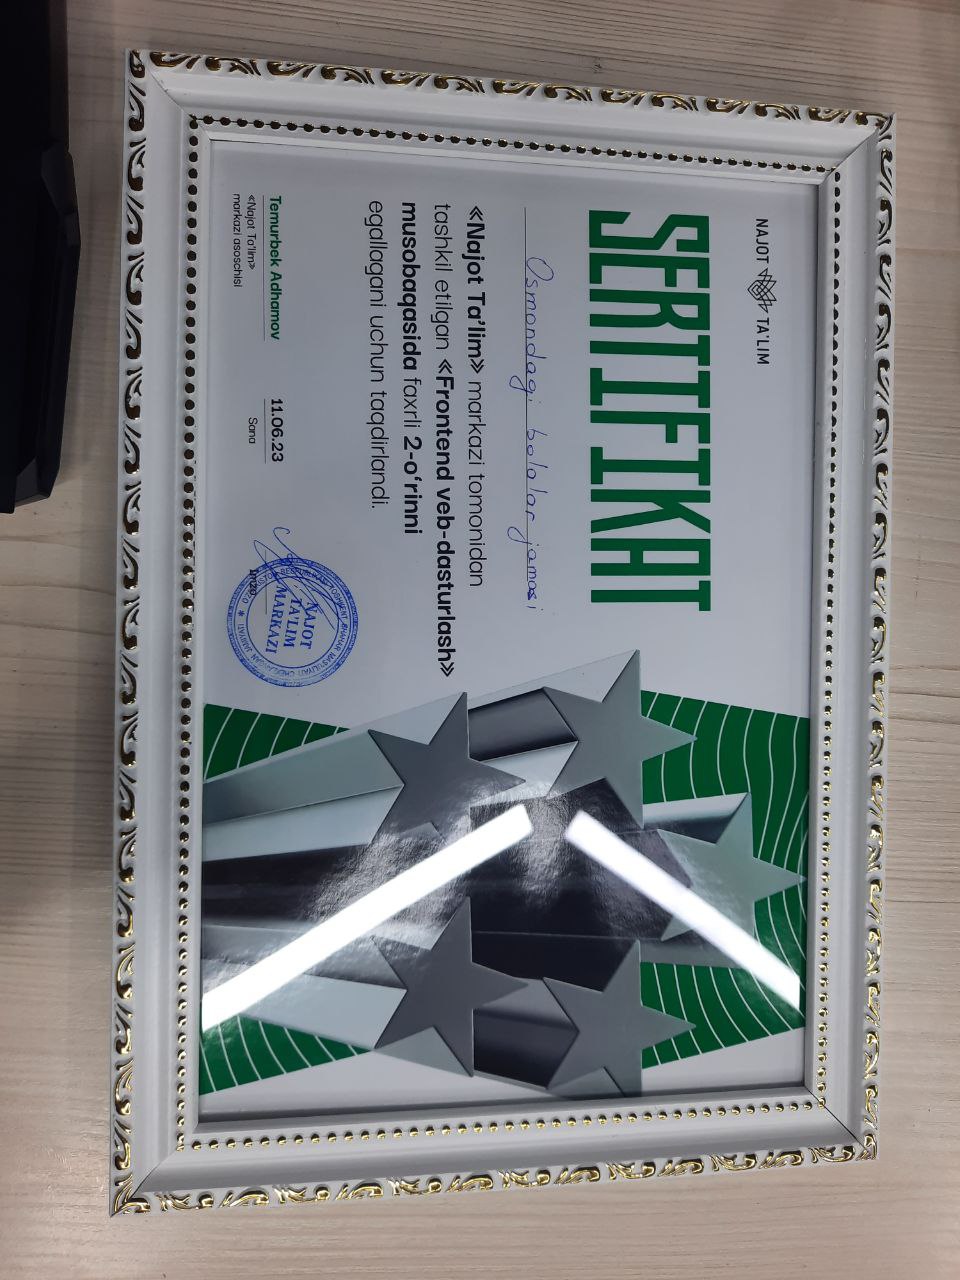 NAJOT TA'LIM
SERTIFIKAT
Osmondagi bolalar jamoasi
«Najot Ta'lim» markazi tomonidan
tashkil etilgan «Frontend veb-dasturlash»
musobaqasida faxrli 2-o'rinni
egallagani uchun taqdirlandi.
Temurbek Adhamov
«Najot Ta'lim»
markazi asoschisi
11.06.23
Sana
NAJOT
TA'LIM
MARKAZI